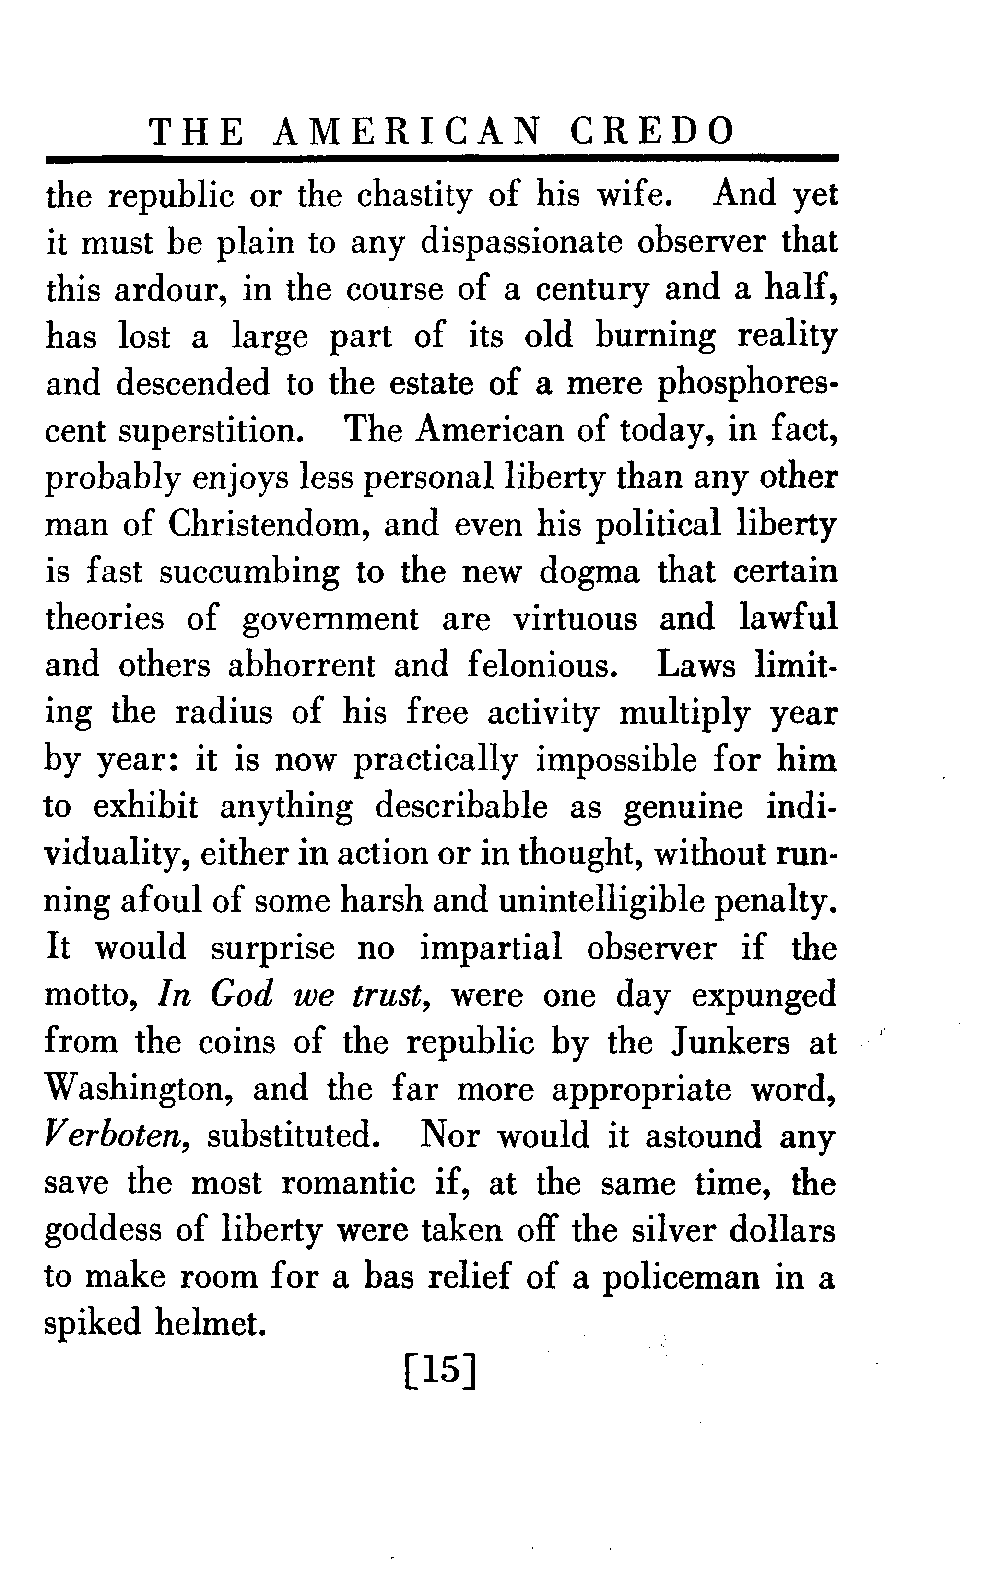 THE AMERICAN CREDO
the republic or the chastity of his wife. And yet
it must be plain to any dispassionate observer that
this ardour, in the course of a century and a half,
has lost a large part of its old burning reality
and descended to the estate of a mere phosphores-
cent superstition. The American of today, in fact,
probably enjoys less personal liberty than any other
man of Christendom, and even his political liberty
is fast succumbing to the new dogma that certain
theories of government are virtuous and lawful
and others abhorrent and felonious. Laws limit-
ing the radius of his free activity multiply year
by year: it is now practically impossible for him
to exhibit anything describable as genuine indi-
viduality, either in action or in thought, without run-
ning afoul of some harsh and unintelligible penalty.
It would surprise no impartial observer if the
motto, In God we trust, were one day expunged
from the coins of the republic by the Junkers at
Washington, and the far more appropriate word,
Verboten, substituted. Nor would it astound any
save the most romantic if, at the same time, the
goddess of liberty were taken off the silver dollars
to make room for a bas relief of a policeman in a
spiked helmet.
[15]